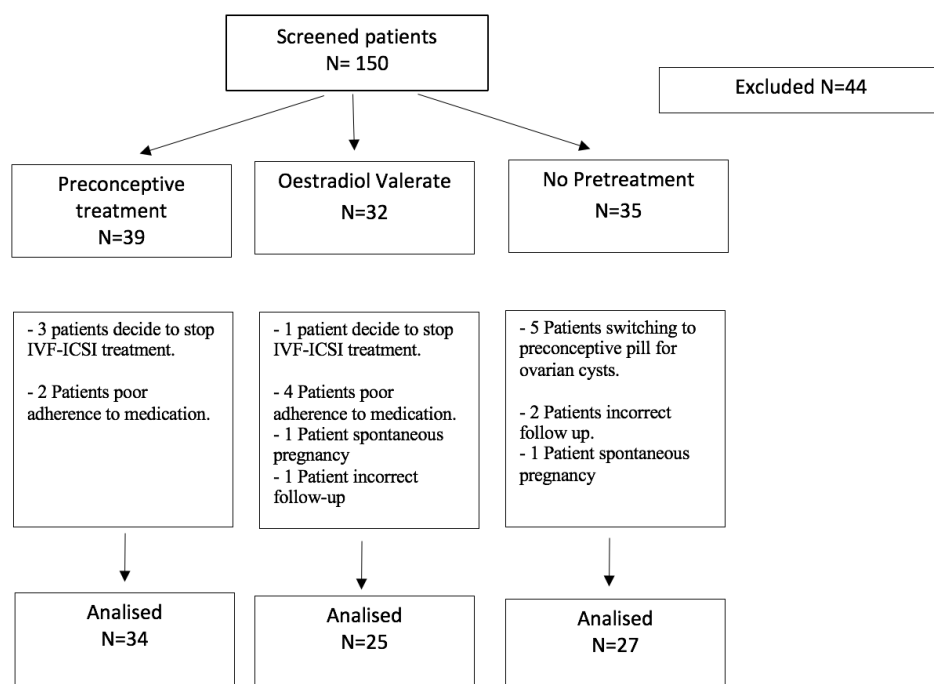 Screened patients
N= 150
Excluded N=44
Preconceptive
treatment
N=39
Oestradiol Valerate
N=32
No Pretreatment
N=35
- 3 patients decide to stop
IVF-ICSI treatment.
- 2 Patients poor
adherence to medication.
- 1 patient decide to stop
IVF-ICSI treatment.
- 4 Patients poor
adherence to medication.
- 1 Patient spontaneous
pregnancy
- 1 Patient incorrect
follow-up
- 5 Patients switching to
preconceptive pill for
ovarian cysts.
- 2 Patients incorrect
follow up.
- 1 Patient spontaneous
pregnancy
Analised
N=34
Analised
N=25
Analised
N=27